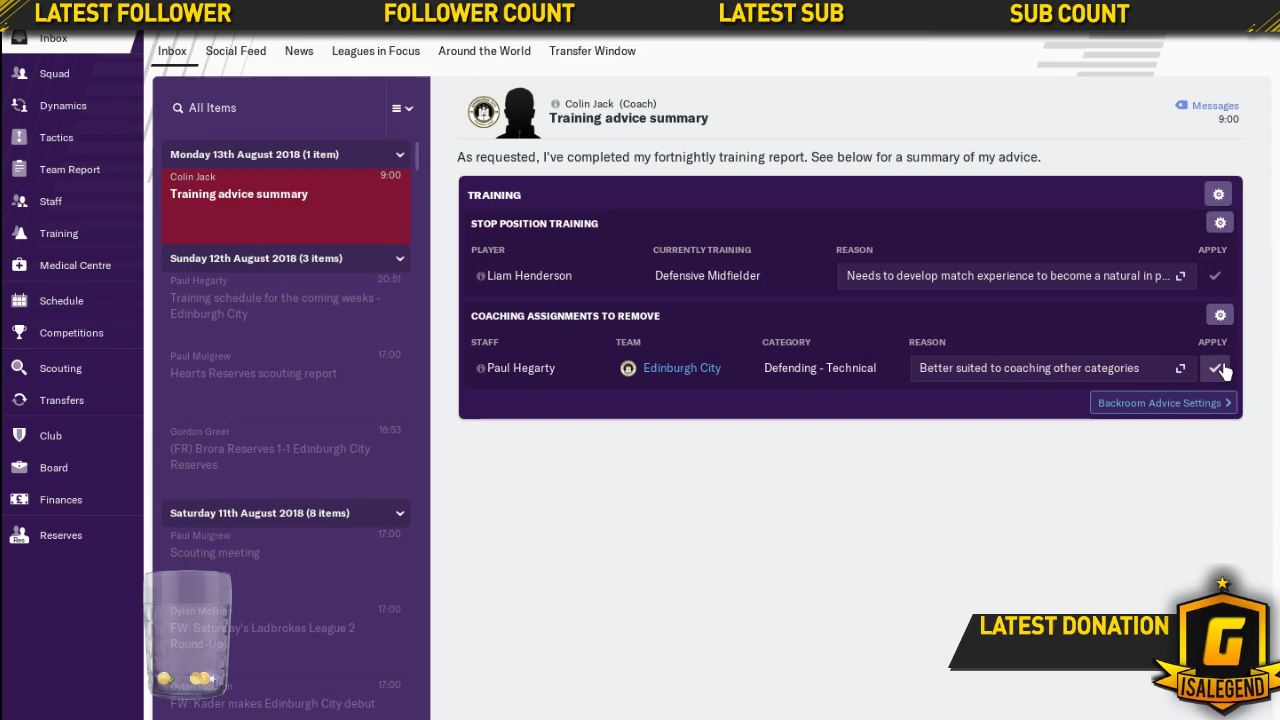 LATEST FOLLOWER
FOLLOWER COUNT
LATEST SUB
SUB COUNT
Inbox
Squad
Dynamics
Tactics
Team Report
Staff
Training
Medical Centre
Schedule
Competitions
Scouting
Transfers
Club
Board
Finances
Res
Reserves
Inbox
Social Feed
News
Leagues in Focus
Around the World
Transfer Window
All Items
Monday 13th August 2018 (1 item)
Colin Jack 9:00
Training advice summary
Sunday 12th August 2018 (3 items)
Paul Hegarty 20:51
Training schedule for the coming weeks -
Edinburgh City
Paul Mulgrew 17:00
Hearts Reserves scouting report
Gordon Greer 16:53
(FR) Brora Reserves 1-1 Edinburgh City
Reserves
Saturday 11th August 2018 (8 items)
Paul Mulgrew 17:00
Scouting meeting
Dylan 17:00
FW: Saturday's Ladbrokes League 2
Round-Up
17:00
FW: Kader makes Edinburgh City debut
Colin Jack (Coach)
Training advice summary
Messages
9:00
As requested, I've completed my fortnightly training report. See below for a summary of my advice.
TRAINING
STOP POSITION TRAINING
PLAYER CURRENTLY TRAINING REASON APPLY
Liam Henderson Defensive Midfielder Needs to develop match experience to become a natural in p...
COACHING ASSIGNMENTS TO REMOVE
STAFF TEAM CATEGORY REASON APPLY
Paul Hegarty Edinburgh City Defending - Technical Better suited to coaching other categories
Backroom Advice Settings
LATEST DONATION
G
ISALEGEND